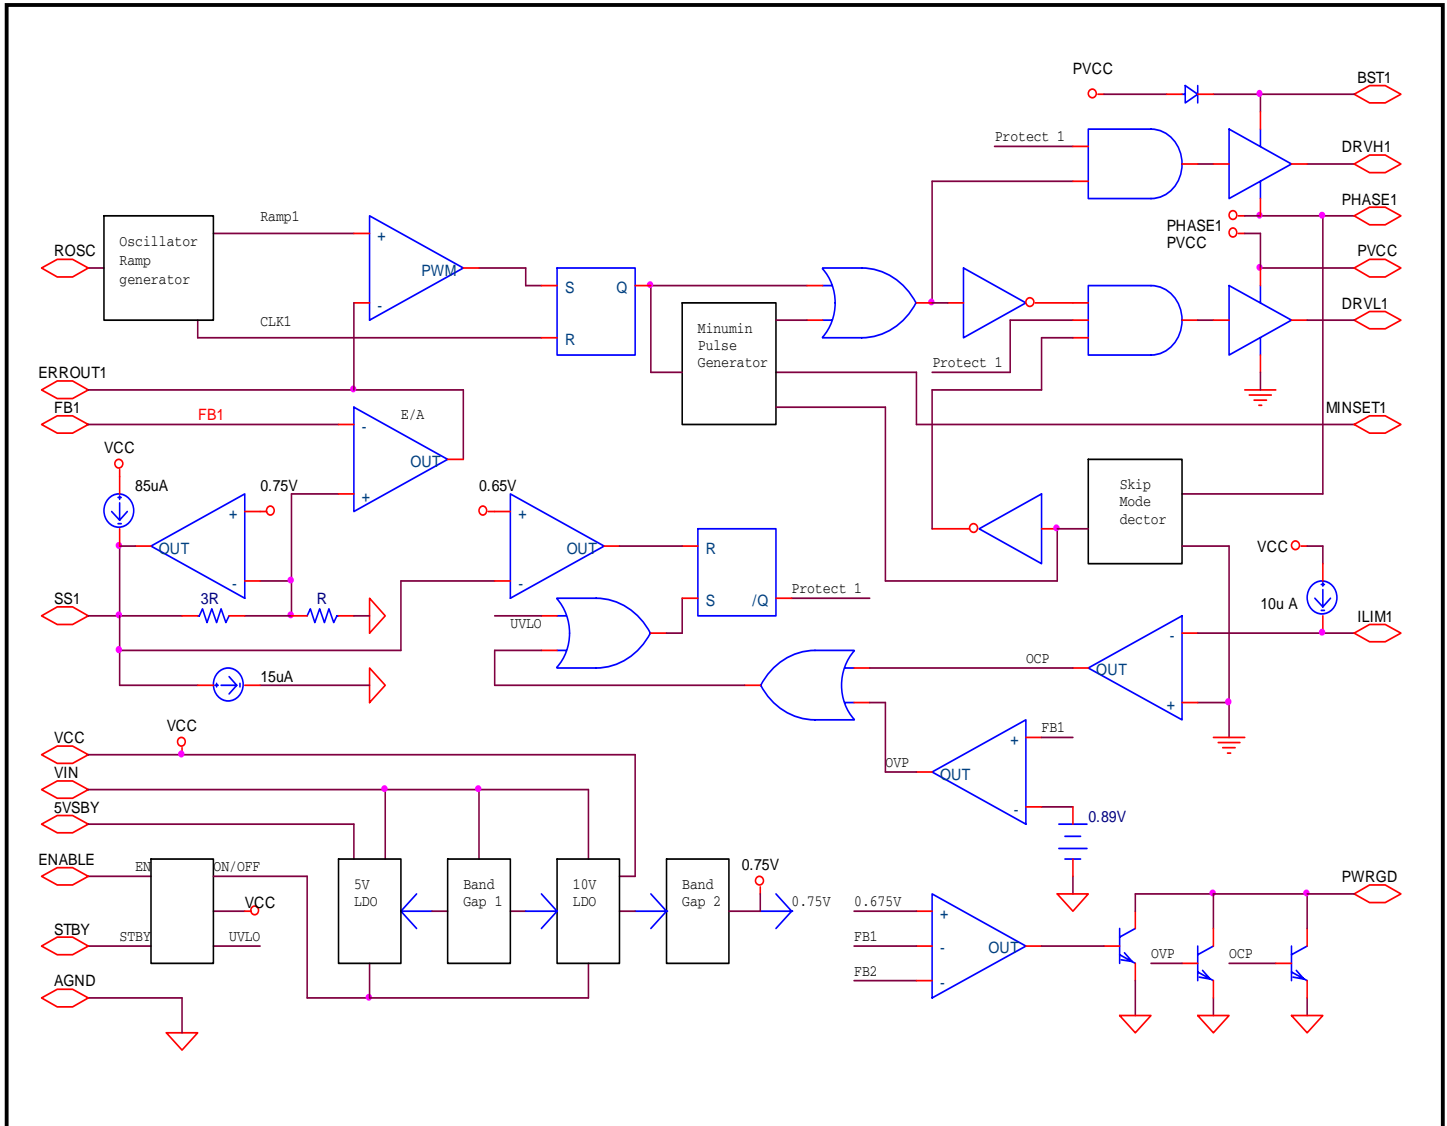 PVCC
BST1
Protect 1
DRVH1
Ramp1
PHASE1
PHASE1
PVCC
Oscillator
Ramp
generator
ROSC
+
PWM
-
PVCC
S
Q
CLK1
R
Minumin
Pulse
Generator
DRVL1
Protect 1
ERROUT1
FB1
FB1
E/A
-
OUT
+
MINSET1
VCC
85uA
0.75V
+
OUT
-
0.65V
+
OUT
-
R
S
/Q
Protect 1
Skip
Mode
dector
VCC
10u A
SS1
3R
R
UVLO
ILIM1
-
OUT
+
OCP
15uA
VCC
VCC
VIN
5VSBY
FB1
+
OUT
-
OVP
0.89V
ENABLE
EN
ON/OFF
VCC
STBY
STBY
UVLO
5V
LDO
Band
Gap 1
10V
LDO
Band
Gap 2
0.75V
0.75V
0.675V
+
FB1
-
OUT
FB2
-
PWRGD
OVP
OCP
AGND